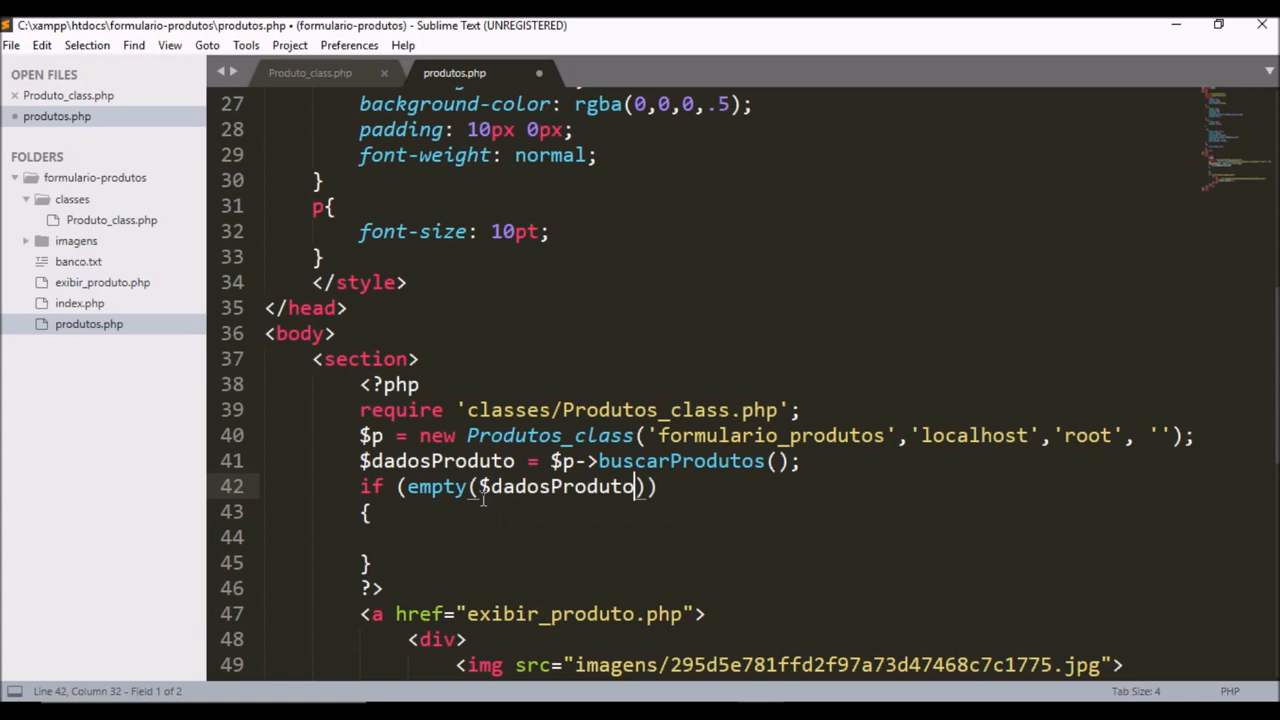 C:\xampp\htdocs\formulario-produtos\produtos.php • (formulario-produtos) - Sublime Text (UNREGISTERED)
File Edit Selection Find View Goto Tools Project Preferences Help
OPEN FILES
Produto_class.php
produtos.php
FOLDERS
formulario-produtos
classes
Produto_class.php
imagens
banco.txt
exibir_produto.php
index.php
produtos.php
Produto_class.php
produtos.php
27 background-color: rgba(0,0,0,.5);
28 padding: 10px 0px;
29 font-weight: normal;
30 }
31 p{
32 font-size: 10pt;
33 }
34 </style>
35 </head>
36 <body>
37 <section>
38 <?php
39 require 'classes/Produtos_class.php';
40 $p = new Produtos_class('formulario_produtos','localhost','root', '');
41 $dadosProduto = $p->buscarProdutos();
42 if (empty($dadosProduto))
43 {
44
45 }
46 ?>
47 <a href="exibir_produto.php">
48 <div>
49 <img src="imagens/295d5e781ffd2f97a73d47468c7c1775.jpg">
Line 42, Column 32 - Field 1 of 2
Tab Size: 4
PHP